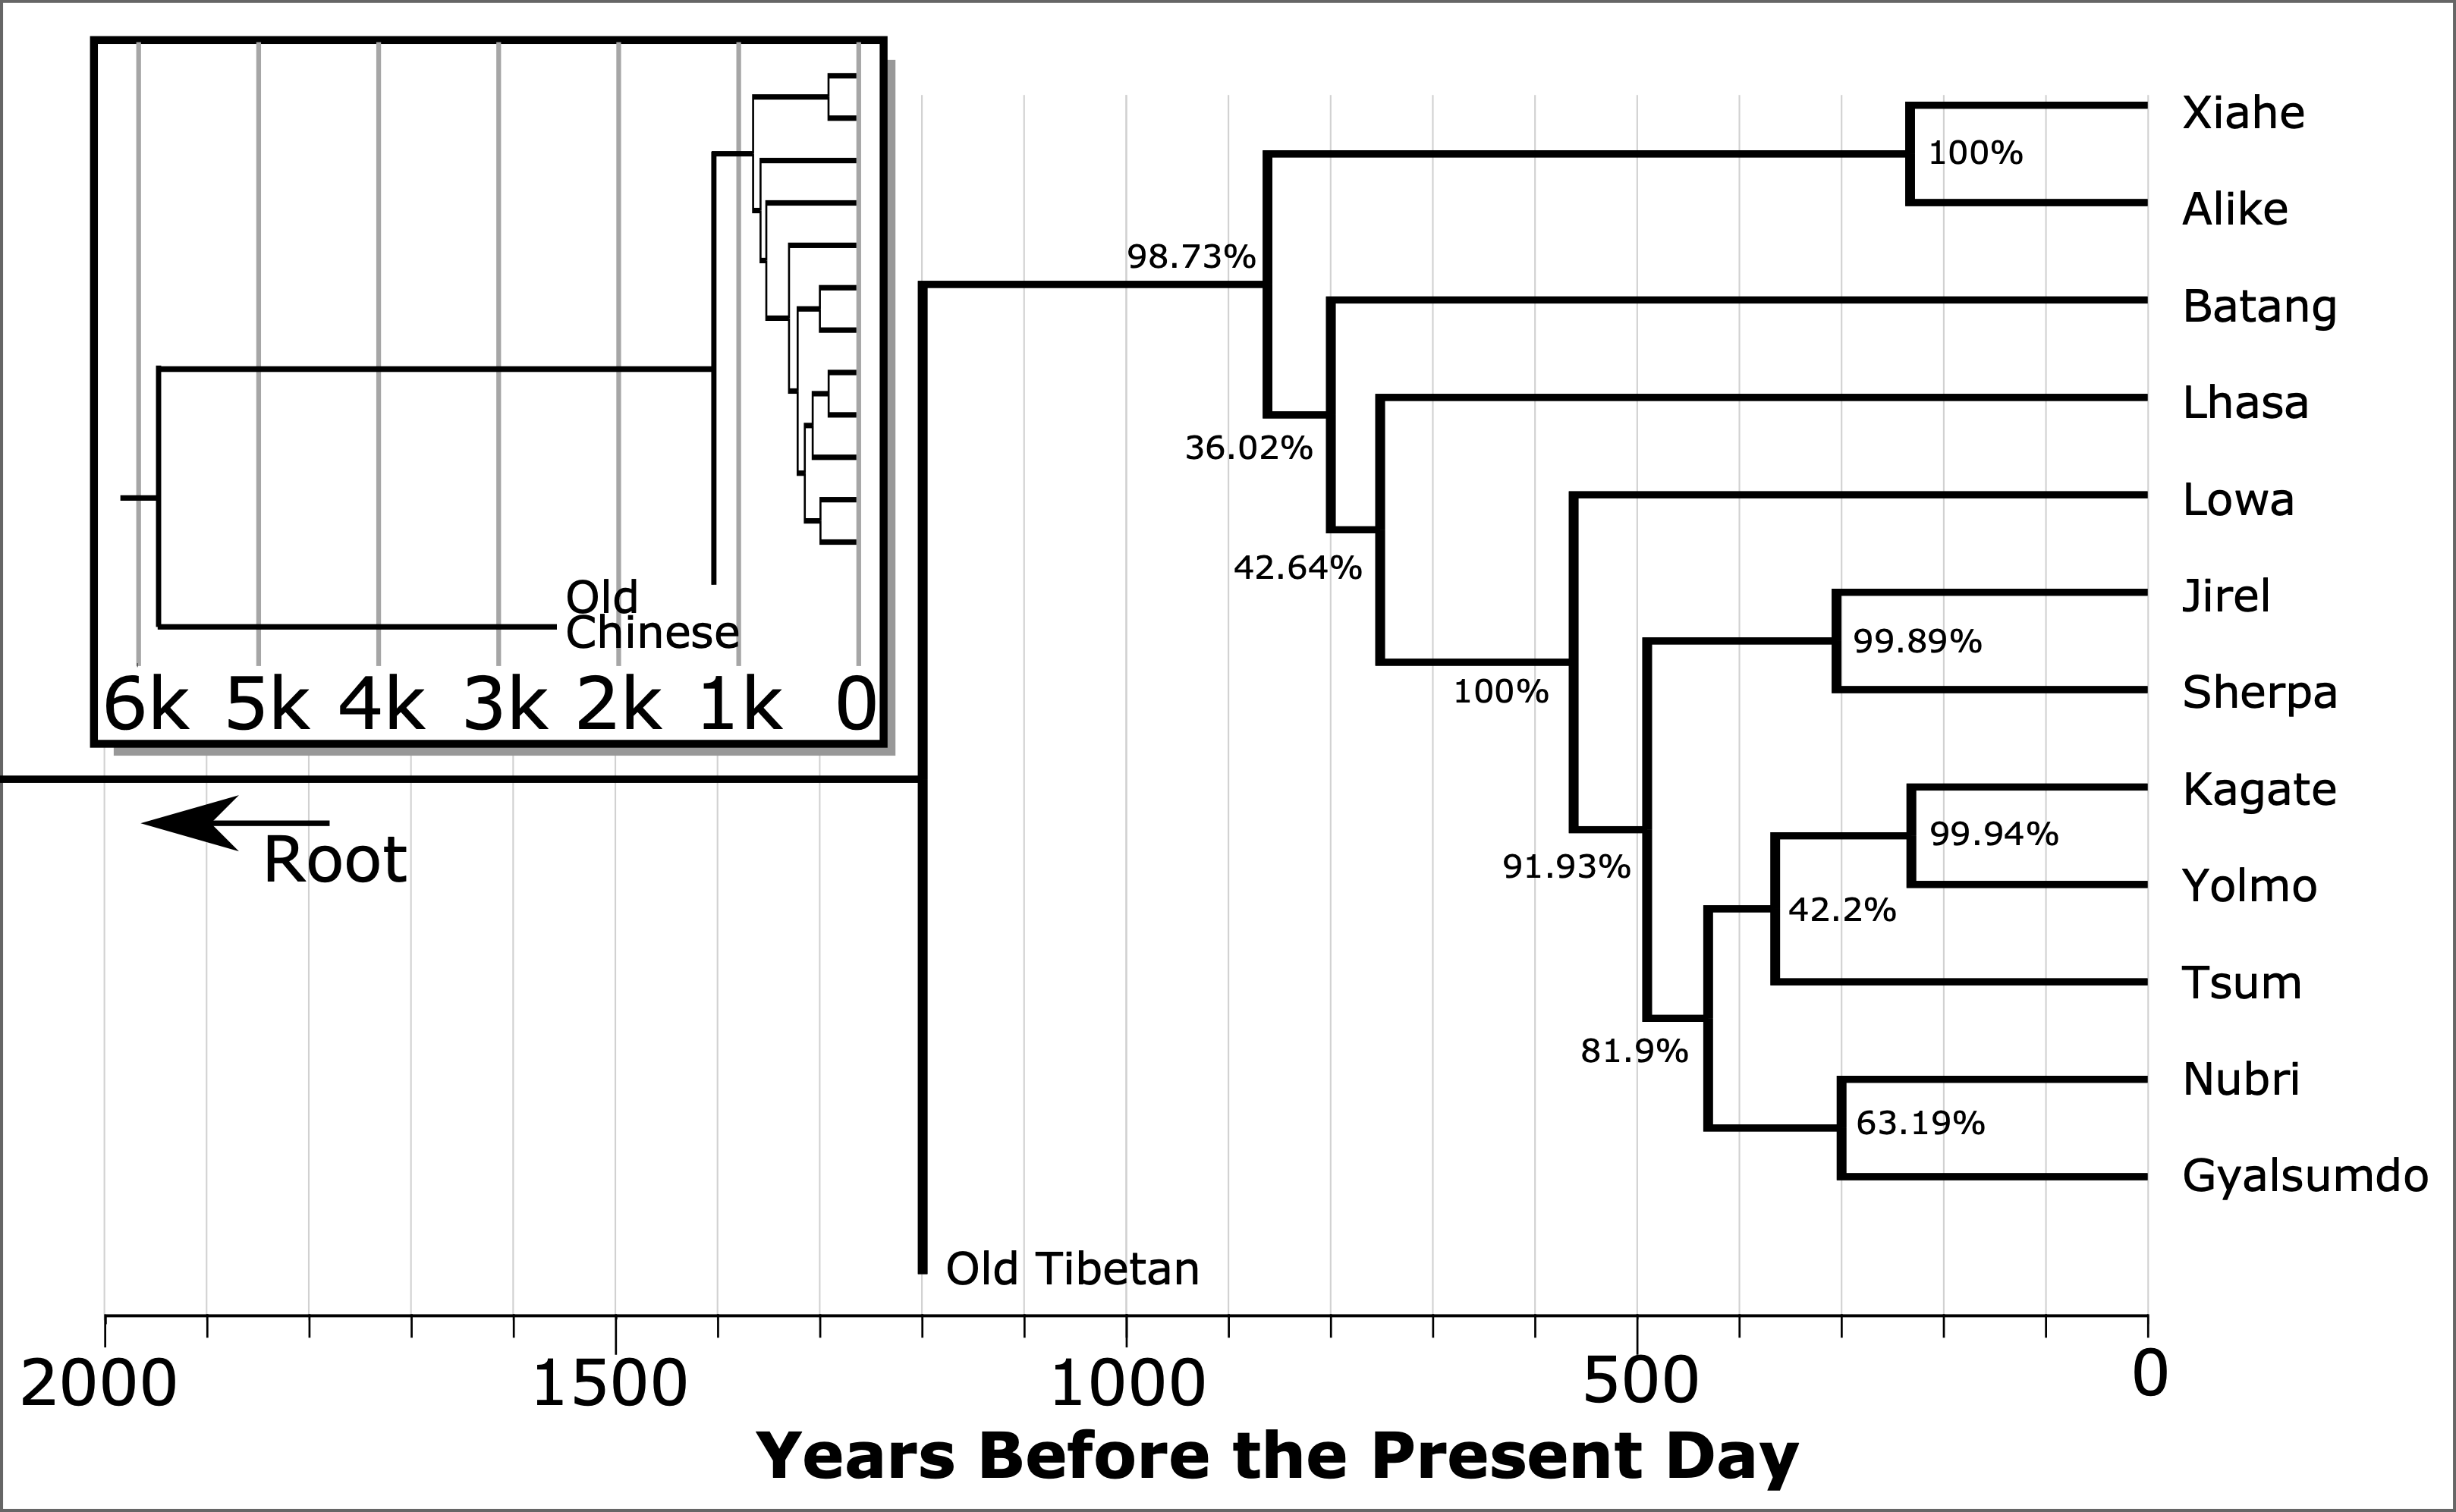 Old
Chinese
6k 5k 4k 3k 2k 1k 0
Root
Xiahe
100%
Alike
98.73%
Batang
Lhasa
36.02%
Lowa
42.64%
Jirel
99.89%
Sherpa
100%
Kagate
99.94%
Yolmo
91.93%
42.2%
Tsum
81.9%
Nubri
63.19%
Gyalsumdo
Old Tibetan
2000 1500 1000 500 0
Years Before the Present Day